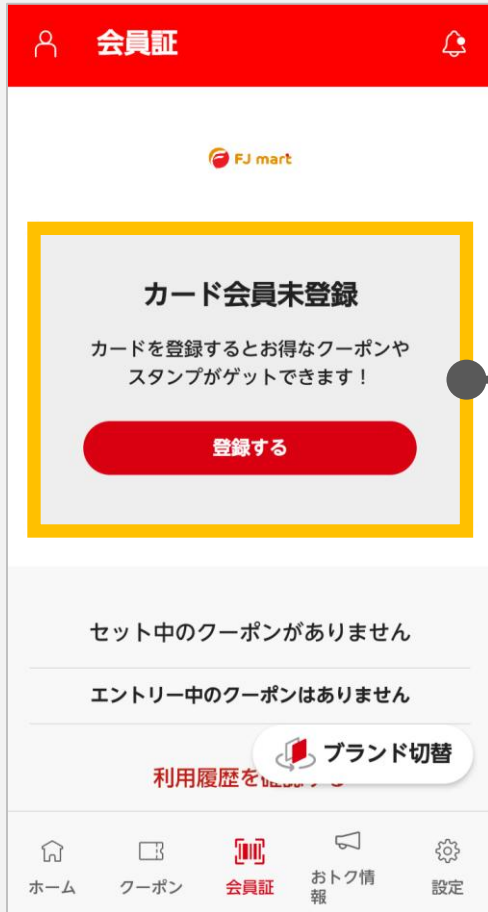 会員証
FJ mart
カード会員未登録
カードを登録するとお得なクーポンや
スタンプがゲットできます！
登録する
セット中のクーポンがありません
エントリー中のクーポンはありません
ブランド切替
利用履歴を
ホーム
クーポン
会員証
おトク情
報
設定